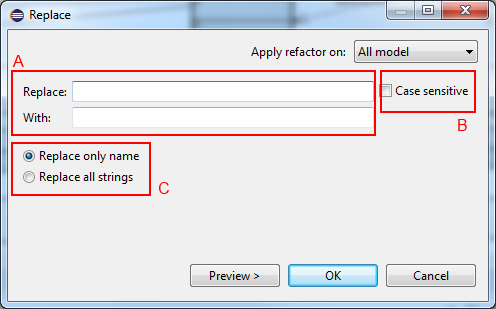 Replace
Apply refactor on: All model
A
Replace:
Case sensitive
With:
B
Replace only name
Replace all strings
C
Preview > OK Cancel